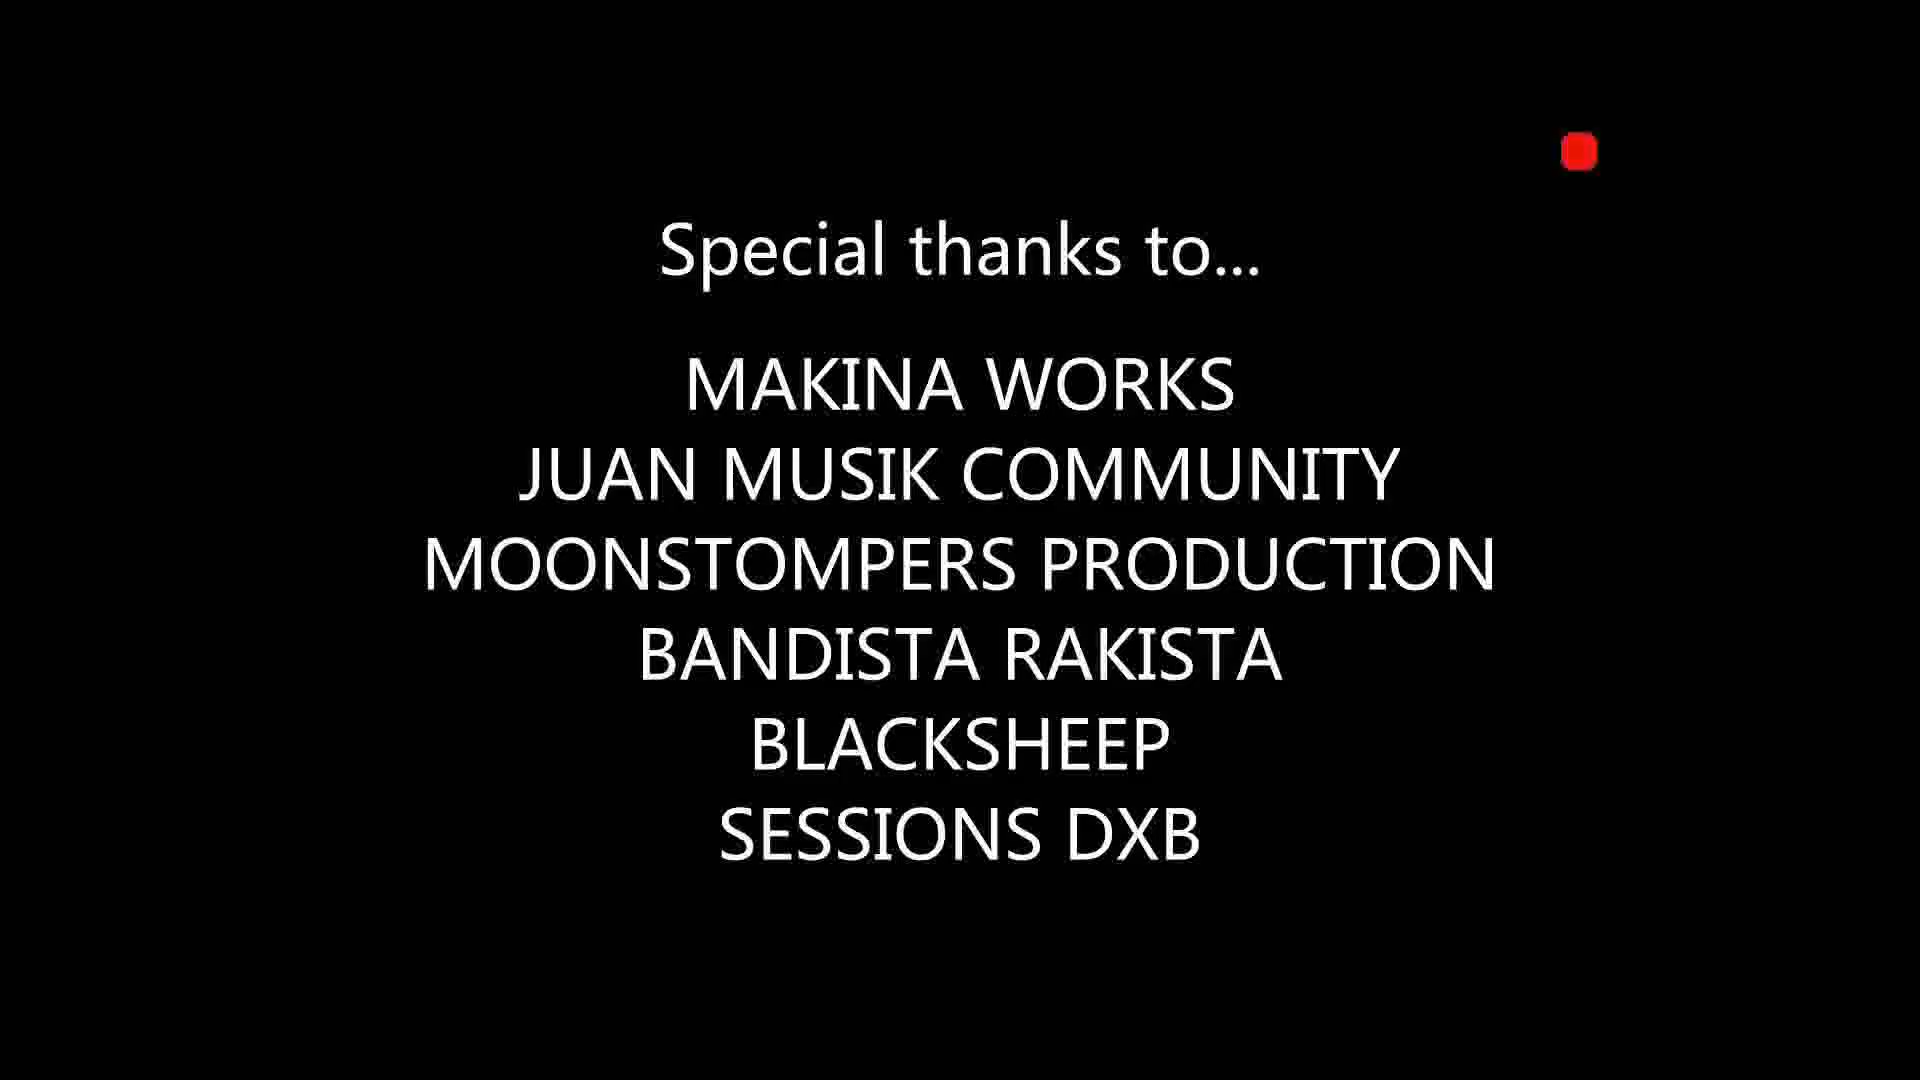 Special thanks to...
MAKINA WORKS
JUAN MUSIK COMMUNITY
MOONSTOMPERS PRODUCTION
BANDISTA RAKISTA
BLACKSHEEP
SESSIONS DXB